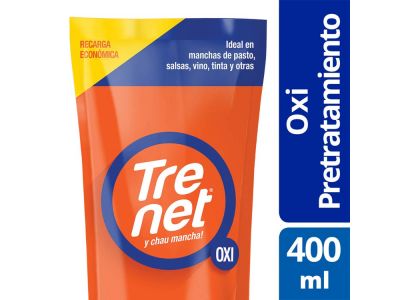 RECARGA
ECONÓMICA
Ideal en
manchas de pasto,
salsas, vino, tinta y otras
Tre
net
y chau mancha!
OXI
Oxi
Pretratamiento
400
ml